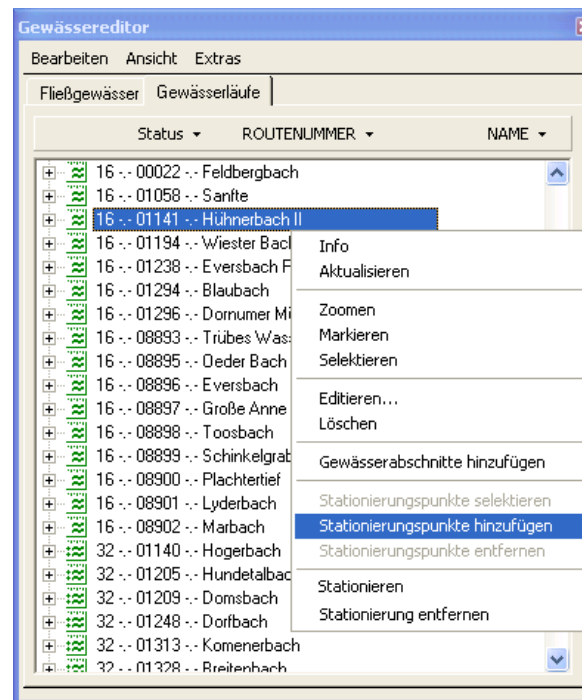 Gewässereditor
Bearbeiten Ansicht Extras
Fließgewässer Gewässerläufe
Status ROUTENUMMER NAME
16 -.- 00022 -.- Feldbergbach
16 -.- 01058 -.- Sanfte
16 -.- 01141 -.- Hühnerbach II
16 -.- 01194 -.- Wiester Bac
16 -.- 01238 -.- Eversbach F
16 -.- 01294 -.- Blaubach
16 -.- 01296 -.- Dornumer Mi
16 -.- 08893 -.- Trübes Was
16 -.- 08895 -.- Oeder Bach
16 -.- 08896 -.- Eversbach
16 -.- 08897 -.- Große Anne
16 -.- 08898 -.- Toosbach
16 -.- 08899 -.- Schinkelgrab
16 -.- 08900 -.- Plachtertief
16 -.- 08901 -.- Lyderbach
16 -.- 08902 -.- Marbach
32 -.- 01140 -.- Hogerbach
32 -.- 01205 -.- Hundetalbac
32 -.- 01209 -.- Domsbach
32 -.- 01248 -.- Dorfbach
32 -.- 01313 -.- Komenerbach
32 -.- 01328 -.- Breitenbach
Info
Aktualisieren
Zoomen
Markieren
Selektieren
Editieren...
Löschen
Gewässerabschnitte hinzufügen
Stationierungspunkte selektieren
Stationierungspunkte hinzufügen
Stationierungspunkte entfernen
Stationieren
Stationierung entfernen